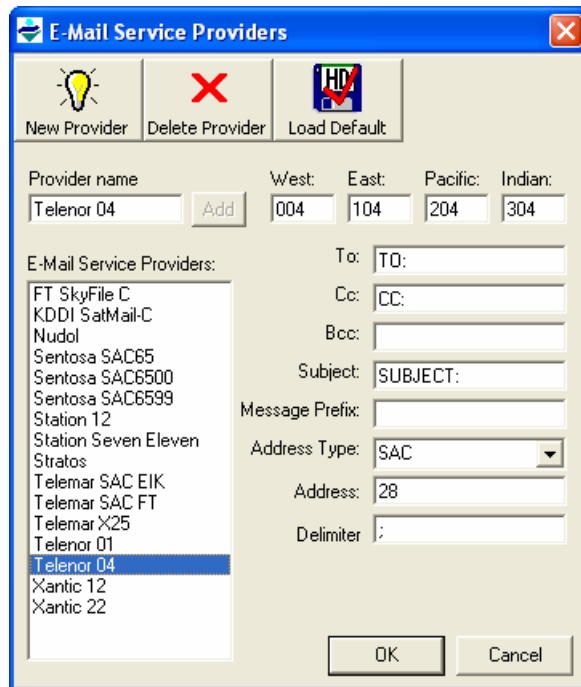 E-Mail Service Providers
HD
New Provider Delete Provider Load Default
Provider name West: East: Pacific: Indian:
Telenor 04 Add 004 104 204 304
E-Mail Service Providers:
FT SkyFile C
KDDI SatMail-C
Nudol
Sentosa SAC65
Sentosa SAC6500
Sentosa SAC6599
Station 12
Station Seven Eleven
Stratos
Telemar SAC EIK
Telemar SAC FT
Telemar X25
Telenor 01
Telenor 04
Xantic 12
Xantic 22
To: TO:
Cc: CC:
Bcc:
Subject: SUBJECT:
Message Prefix:
Address Type: SAC
Address: 28
Delimiter ;
OK Cancel